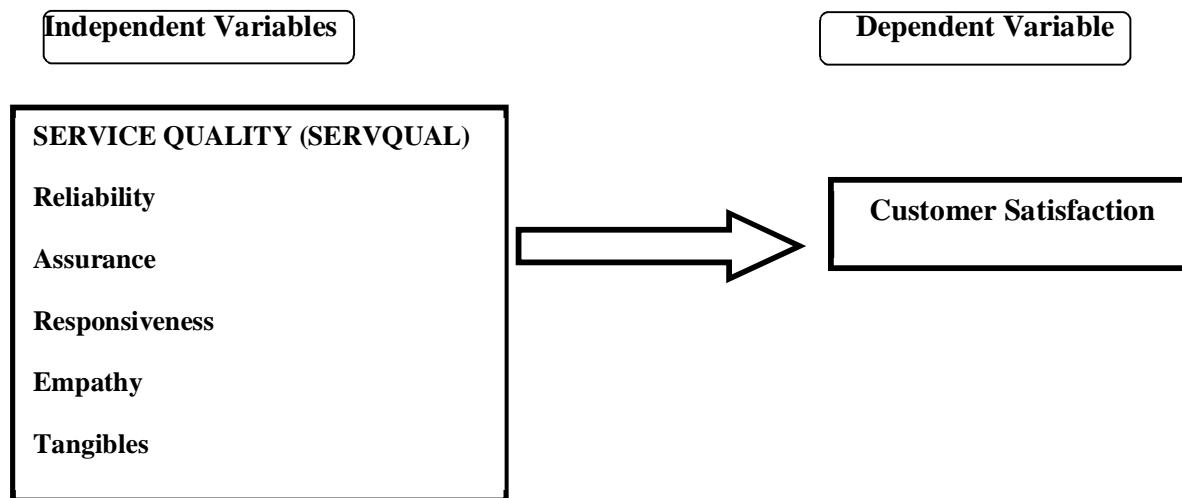 Independent Variables
Dependent Variable
SERVICE QUALITY (SERVQUAL)
Reliability
Assurance
Responsiveness
Empathy
Tangibles
Customer Satisfaction